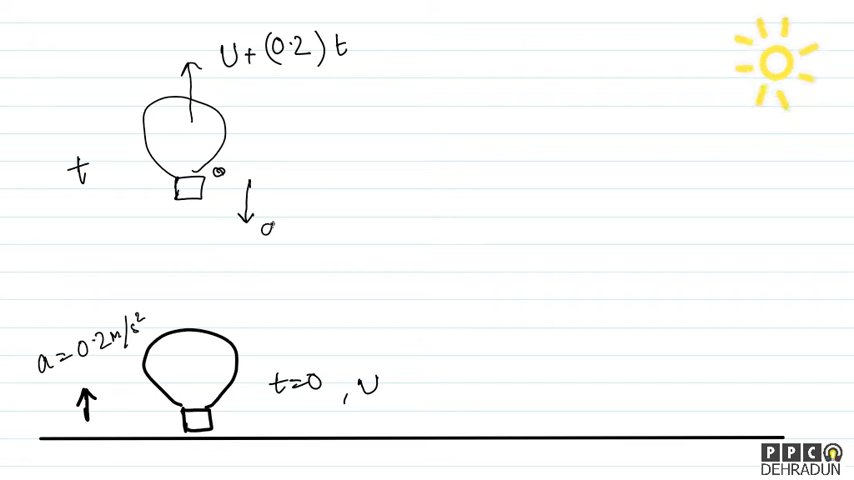 U+(0.2)t
t
a=0.2m/s²
t=0, U
PPC
DEHRADUN